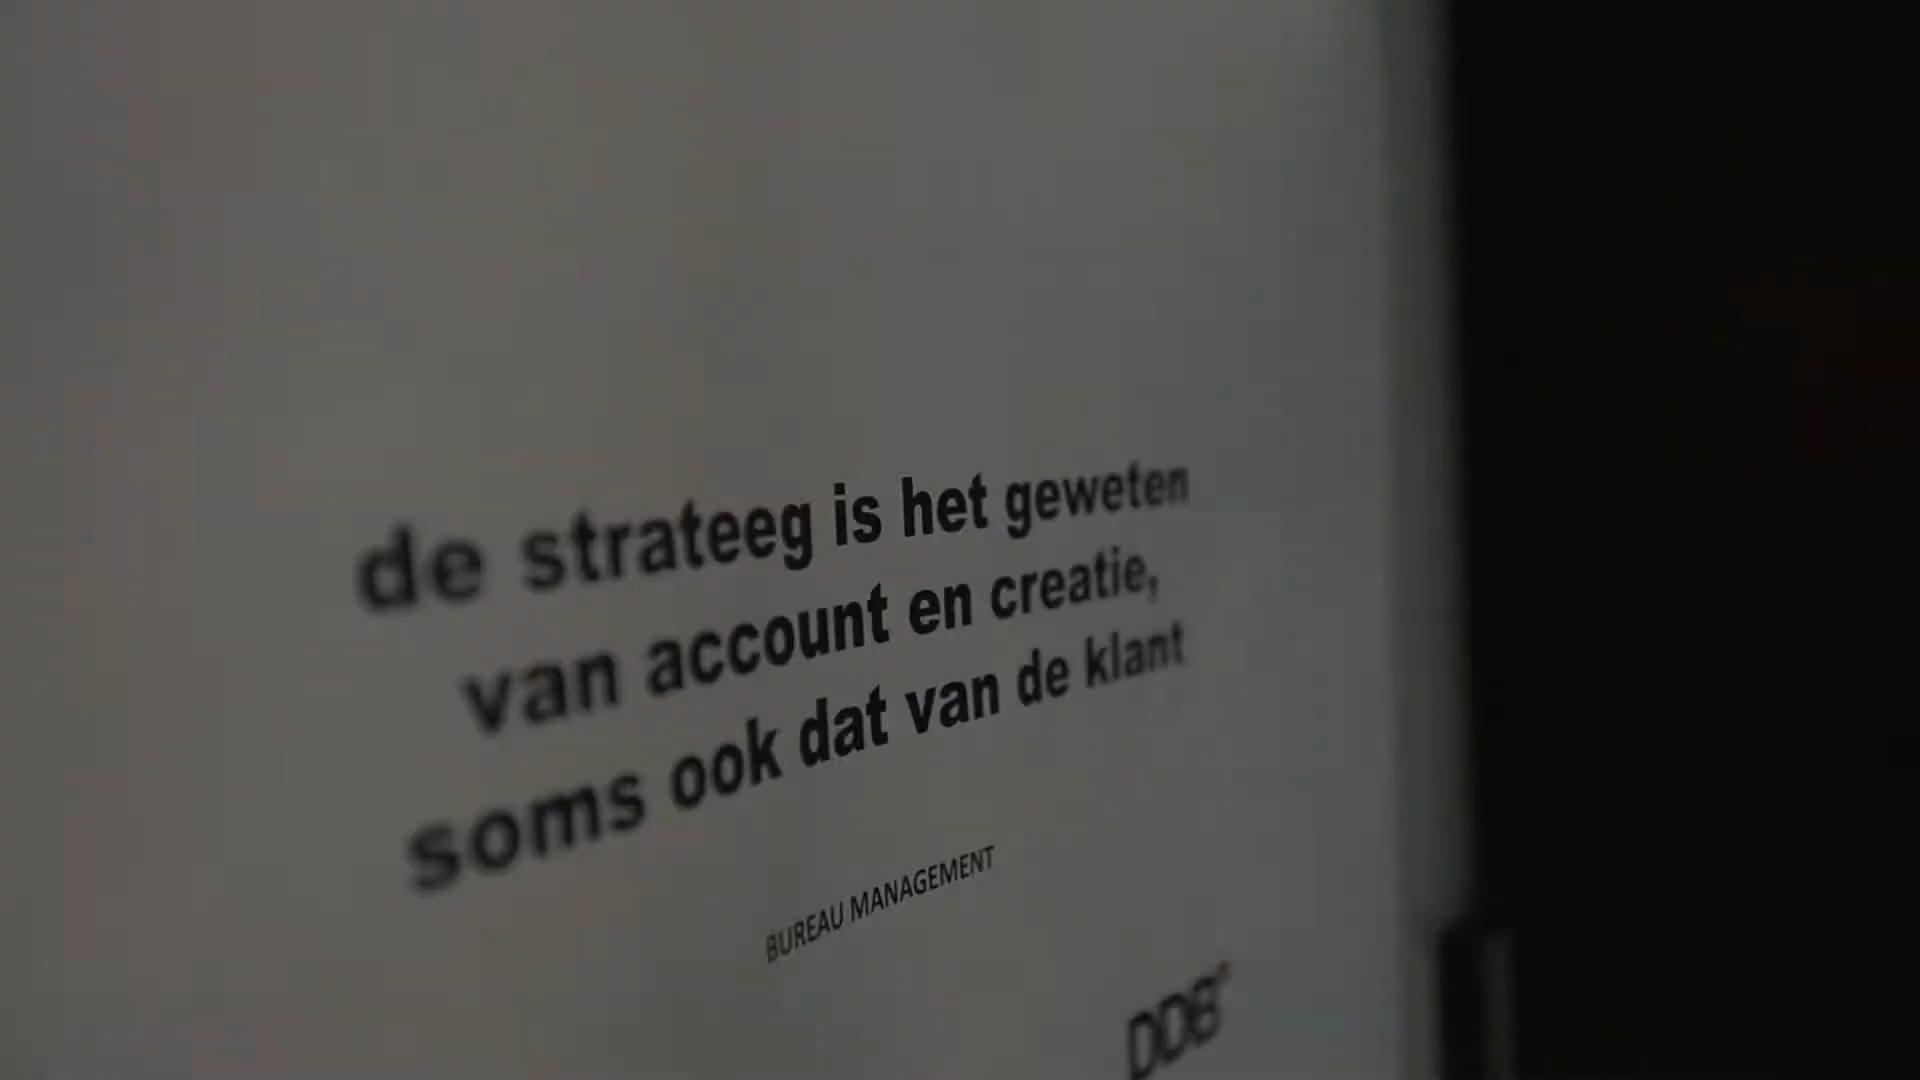 de strateeg is het geweten
van account en creatie,
soms ook dat van de klant
BUREAU MANAGEMENT
DDB°